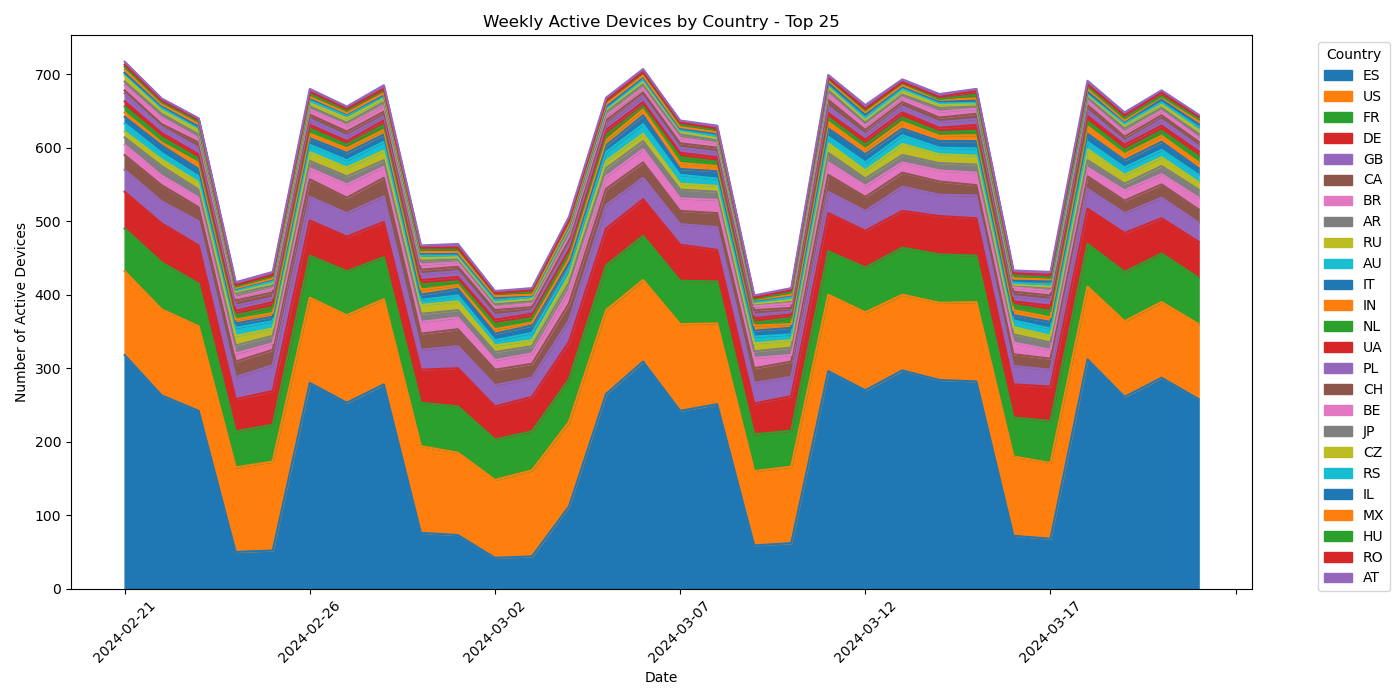 Weekly Active Devices by Country - Top 25
Number of Active Devices
700
600
500
400
300
200
100
0
2024-02-21
2024-02-26
2024-03-02
2024-03-07
2024-03-12
2024-03-17
Date
Country
ES
US
FR
DE
GB
CA
BR
AR
RU
AU
IT
IN
NL
UA
PL
CH
BE
JP
CZ
RS
IL
MX
HU
RO
AT